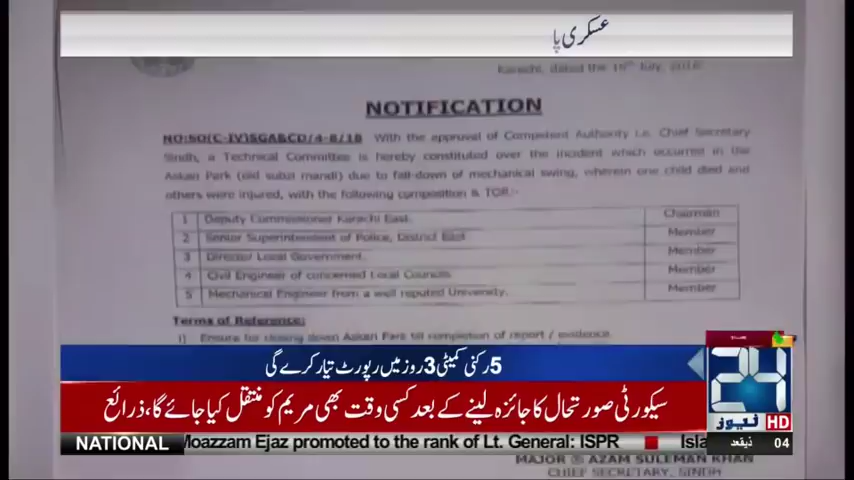 عسکری پا
Karachi, dated the 16th July, 2018
NOTIFICATION
NO:SO(C-IV)SGA&CD/4-8/18 With the approval of Competent Authority i.e. Chief Secretary
Sindh, a Technical Committee is hereby constituted over the incident which occurred in the
Askari Park (old subzi mandi) due to fall-down of mechanical swing, wherein one child died and
others were injured, with the following composition & TOR:-
1 Deputy Commissioner Karachi East. Chairman
2 Senior Superintendent of Police, District East Member
3 Director Local Government. Member
4 Civil Engineer of concerned Local Councils Member
5 Mechanical Engineer from a well reputed University. Member
Terms of Reference:
i) Ensure for closing down Askari Park till completion of report / evidence.
5 رکنی کمیٹی 3 روز میں رپورٹ تیار کرے گی
سیکورٹی صورتحال کا جائزہ لینے کے بعد کسی وقت بھی مریم کو منتقل کیا جائے گا، ذرائع
24
نیوز HD
NATIONAL Moazzam Ejaz promoted to the rank of Lt. General: ISPR Isla
ذیقعد 04
MAJOR ® AZAM SULEMAN KHAN
CHIEF SECRETARY, SINDH